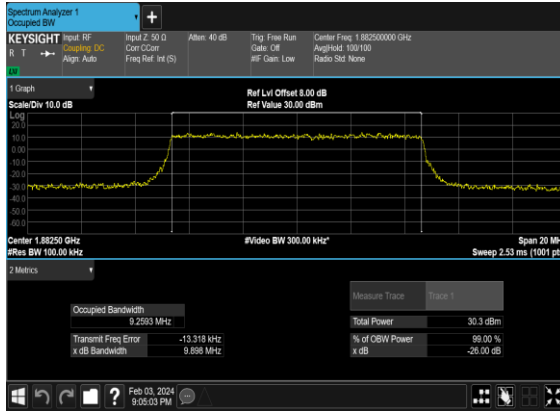 Spectrum Analyzer 1
Occupied BW
KEYSIGHT Input: RF Input Z: 50 Ω Atten: 40 dB Trig: Free Run Center Freq: 1.882500000 GHz
R T Coupling: DC Corr CCorr Gate: Off Avg|Hold: 100/100
Align: Auto Freq Ref: Int (S) #IF Gain: Low Radio Std: None
LU
1 Graph
Ref Lvl Offset 8.00 dB
Scale/Div 10.0 dB Ref Value 30.00 dBm
Log
20.0
10.0
0.00
-10.0
-20.0
-30.0
-40.0
-50.0
-60.0
Center 1.88250 GHz #Video BW 300.00 kHz* Span 20 MH
#Res BW 100.00 kHz Sweep 2.53 ms (1001 pt
2 Metrics
Measure Trace Trace 1
Occupied Bandwidth
9.2593 MHz
Total Power 30.3 dBm
Transmit Freq Error -13.318 kHz % of OBW Power 99.00 %
x dB Bandwidth 9.898 MHz x dB -26.00 dB
? Feb 03, 2024
9:05:03 PM